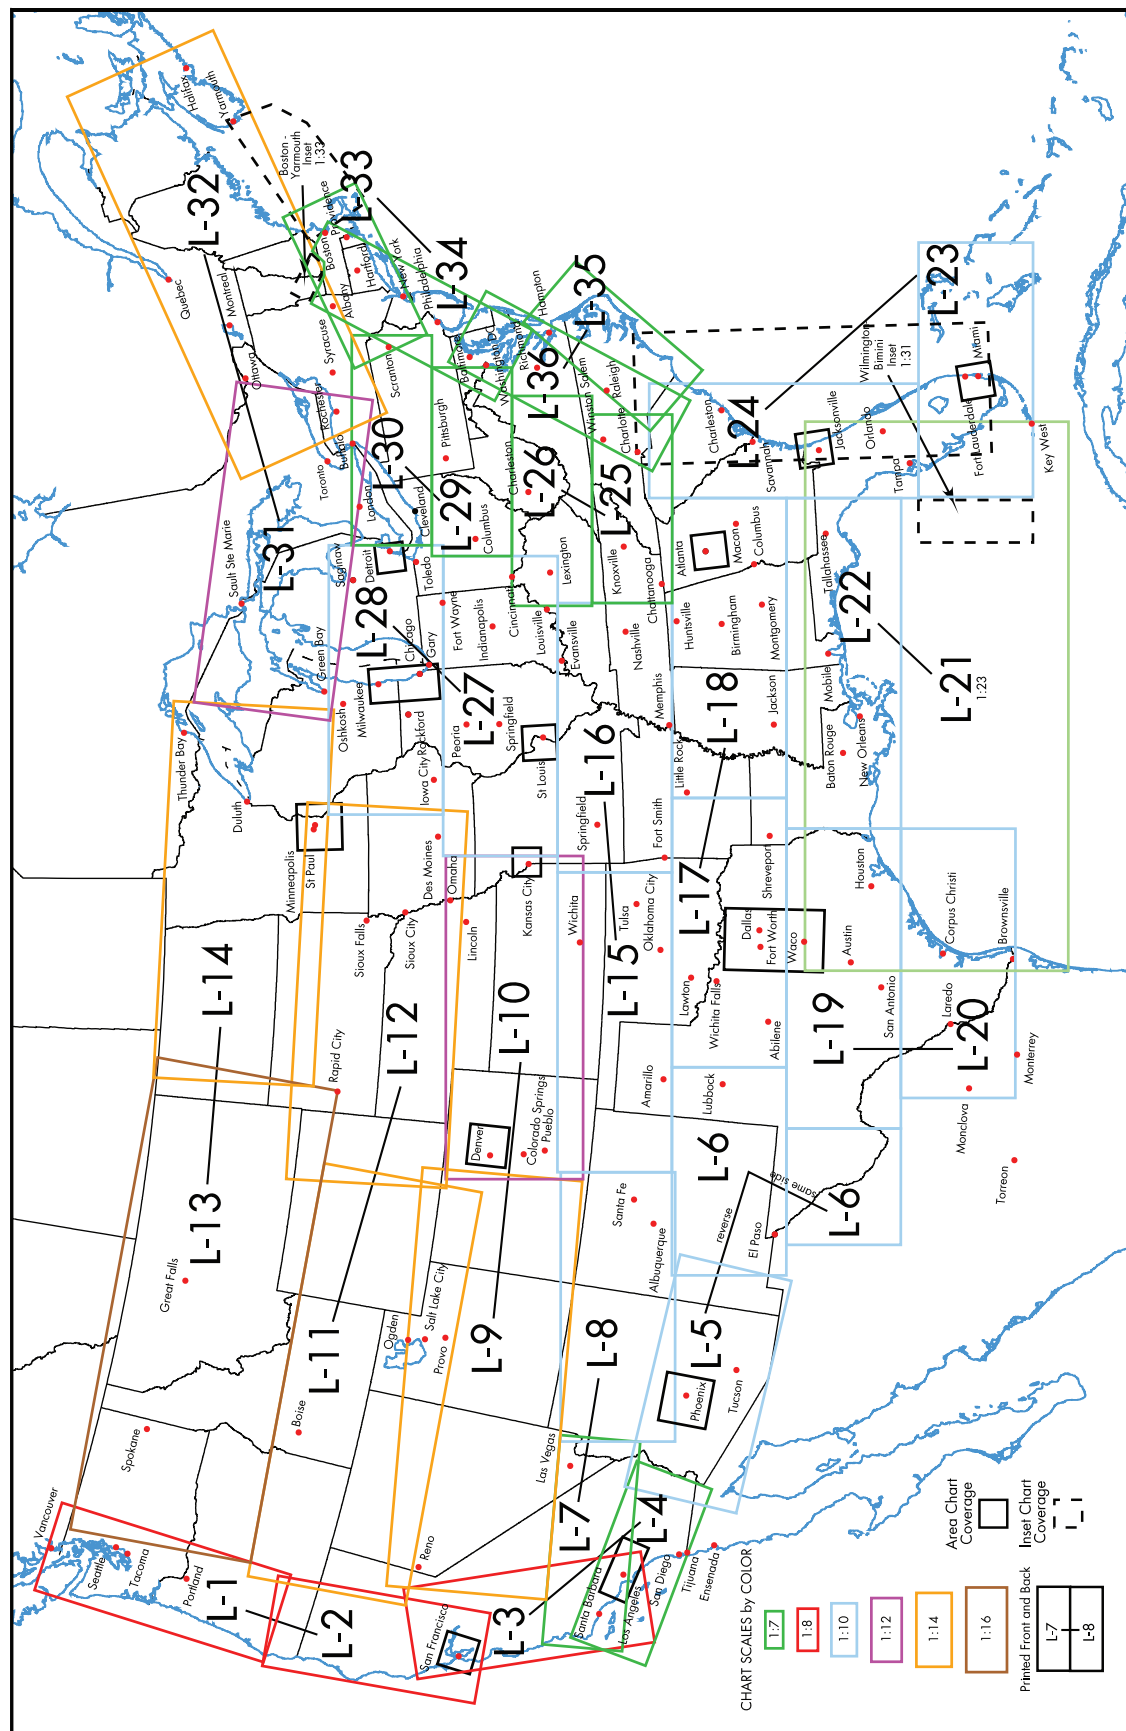 Vancouver
Seattle
Tacoma
Spokane
Portland
Great Falls
Boise
L-1
L-2
L-13
L-14
L-11
L-12
Rapid City
Thunder Bay
Duluth
Minneapolis
St Paul
Sioux Falls
Sioux City
Des Moines
Omaha
Lincoln
Sault Ste Marie
L-31
L-32
Green Bay
Oshkosh
Milwaukee
Saginaw
Detroit
L-28
Chicago
Gary
Rockford
Iowa City
Toledo
Fort Wayne
Indianapolis
Peoria
L-27
Springfield
Quebec
Montreal
Ottawa
Halifax
Yarmouth
Boston -
Yarmouth
Inset
1:33
L-33
Boston
Providence
Hartford
Albany
Syracuse
Rochester
Buffalo
Toronto
London
New York
Philadelphia
L-34
Scranton
L-30
Cleveland
Pittsburgh
L-29
Columbus
Baltimore
Washington D.C.
Richmond
Hampton
L-35
L-36
San Francisco
Reno
Ogden
Salt Lake City
Provo
L-9
L-10
Denver
Colorado Springs
Pueblo
Kansas City
Wichita
St Louis
Springfield
Cincinnati
Louisville
Lexington
Evansville
Charleston
L-26
L-25
Winston Salem
Raleigh
Charlotte
Knoxville
Chattanooga
Nashville
Memphis
L-3
L-4
L-7
L-8
Las Vegas
Santa Barbara
Los Angeles
San Diego
Tijuana
Ensenada
Santa Fe
Albuquerque
L-15
L-16
Tulsa
Oklahoma City
Fort Smith
Little Rock
Amarillo
Lawton
Wichita Falls
Lubbock
Abilene
L-5
L-6
reverse
L-6
same side
Phoenix
Tucson
El Paso
L-17
L-18
Dallas
Fort Worth
Waco
Shreveport
Jackson
Huntsville
Birmingham
Montgomery
Atlanta
Macon
Columbus
Charleston
Savannah
L-24
L-23
Wilmington
Bimini
Inset
1:31
Jacksonville
Orlando
Tampa
Fort Lauderdale
Miami
Key West
Tallahassee
L-22
L-21
1:23
Mobile
New Orleans
Baton Rouge
Houston
Austin
San Antonio
L-19
L-20
Corpus Christi
Brownsville
Laredo
Monterrey
Monclova
Torreon
CHART SCALES by COLOR
1:7
1:8
1:10
1:12
1:14
1:16
Area Chart
Coverage
Inset Chart
Coverage
Printed Front and Back
L-7
L-8